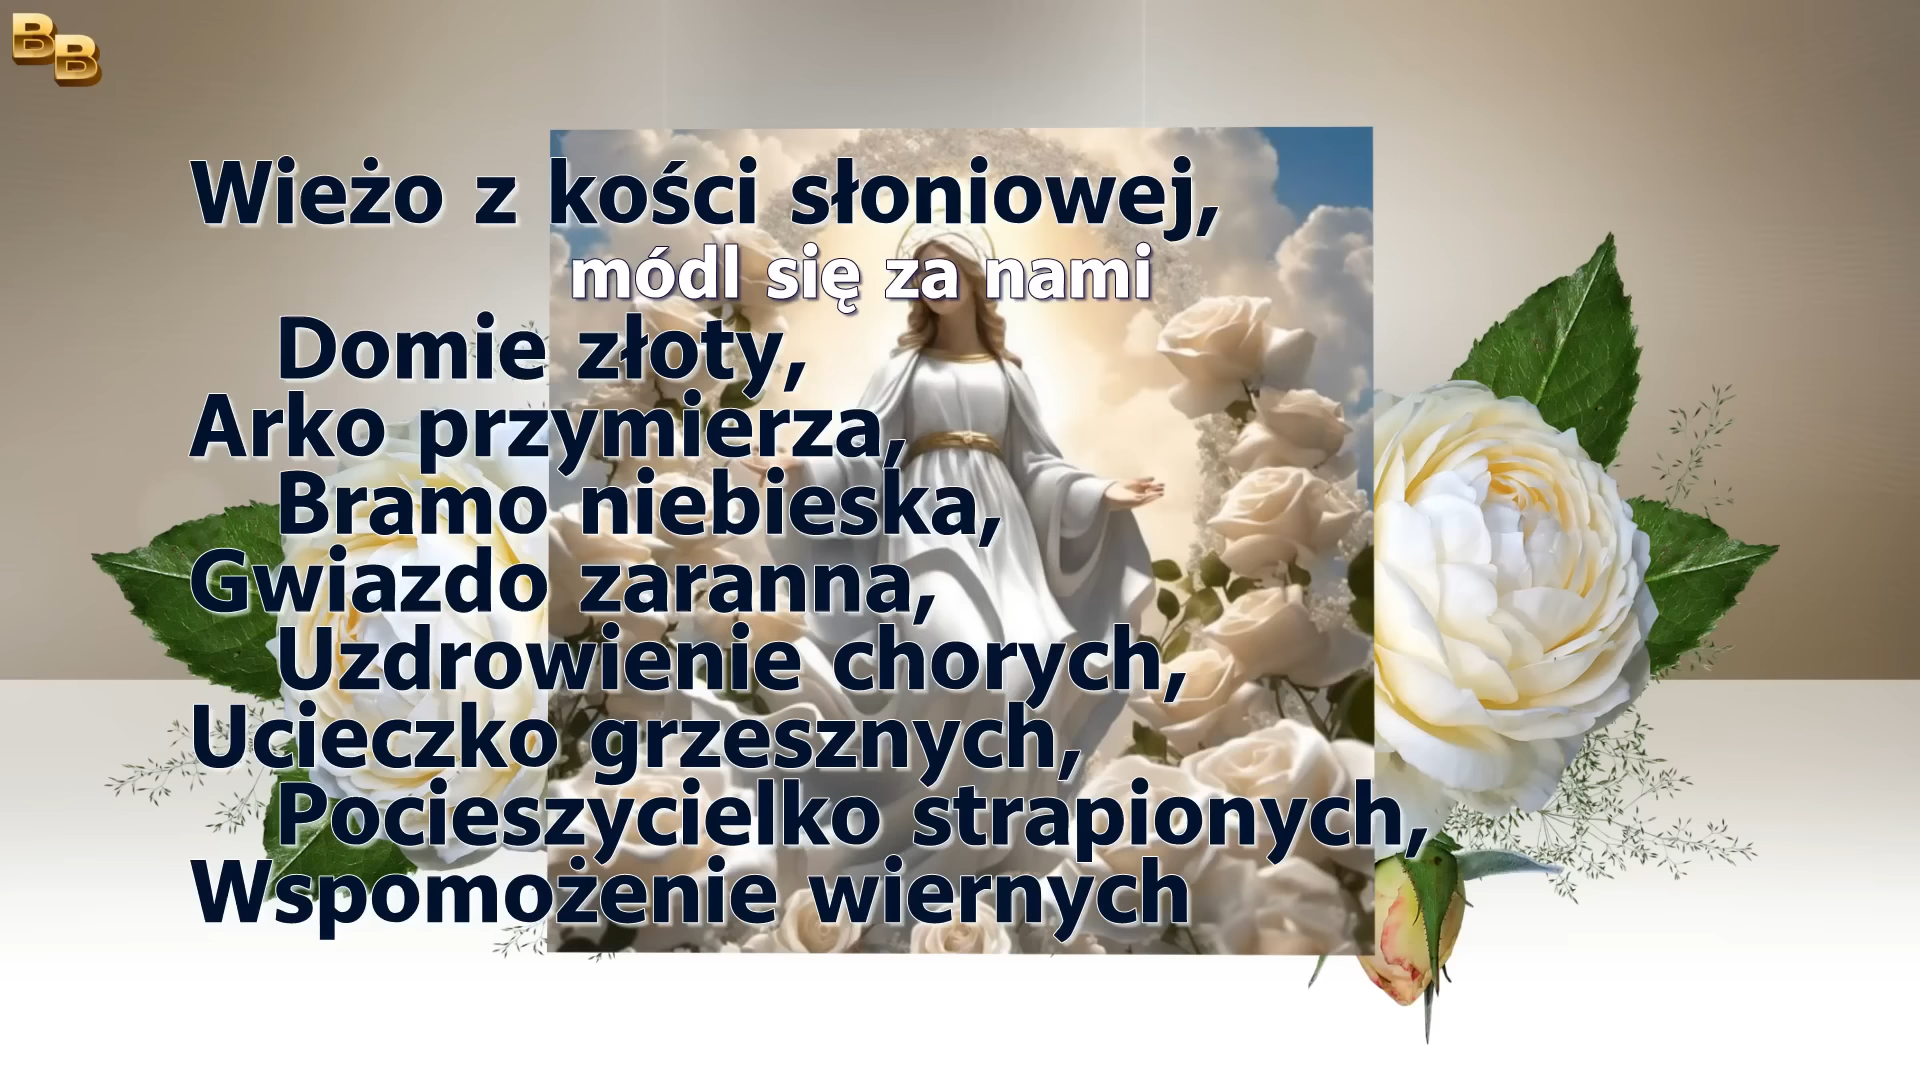 BB
Wieżo z kości słoniowej,
módl się za nami
Domie złoty,
Arko przymierza,
Bramo niebieska,
Gwiazdo zaranna,
Uzdrowienie chorych,
Ucieczko grzesznych,
Pocieszycielko strapionych,
Wspomożenie wiernych